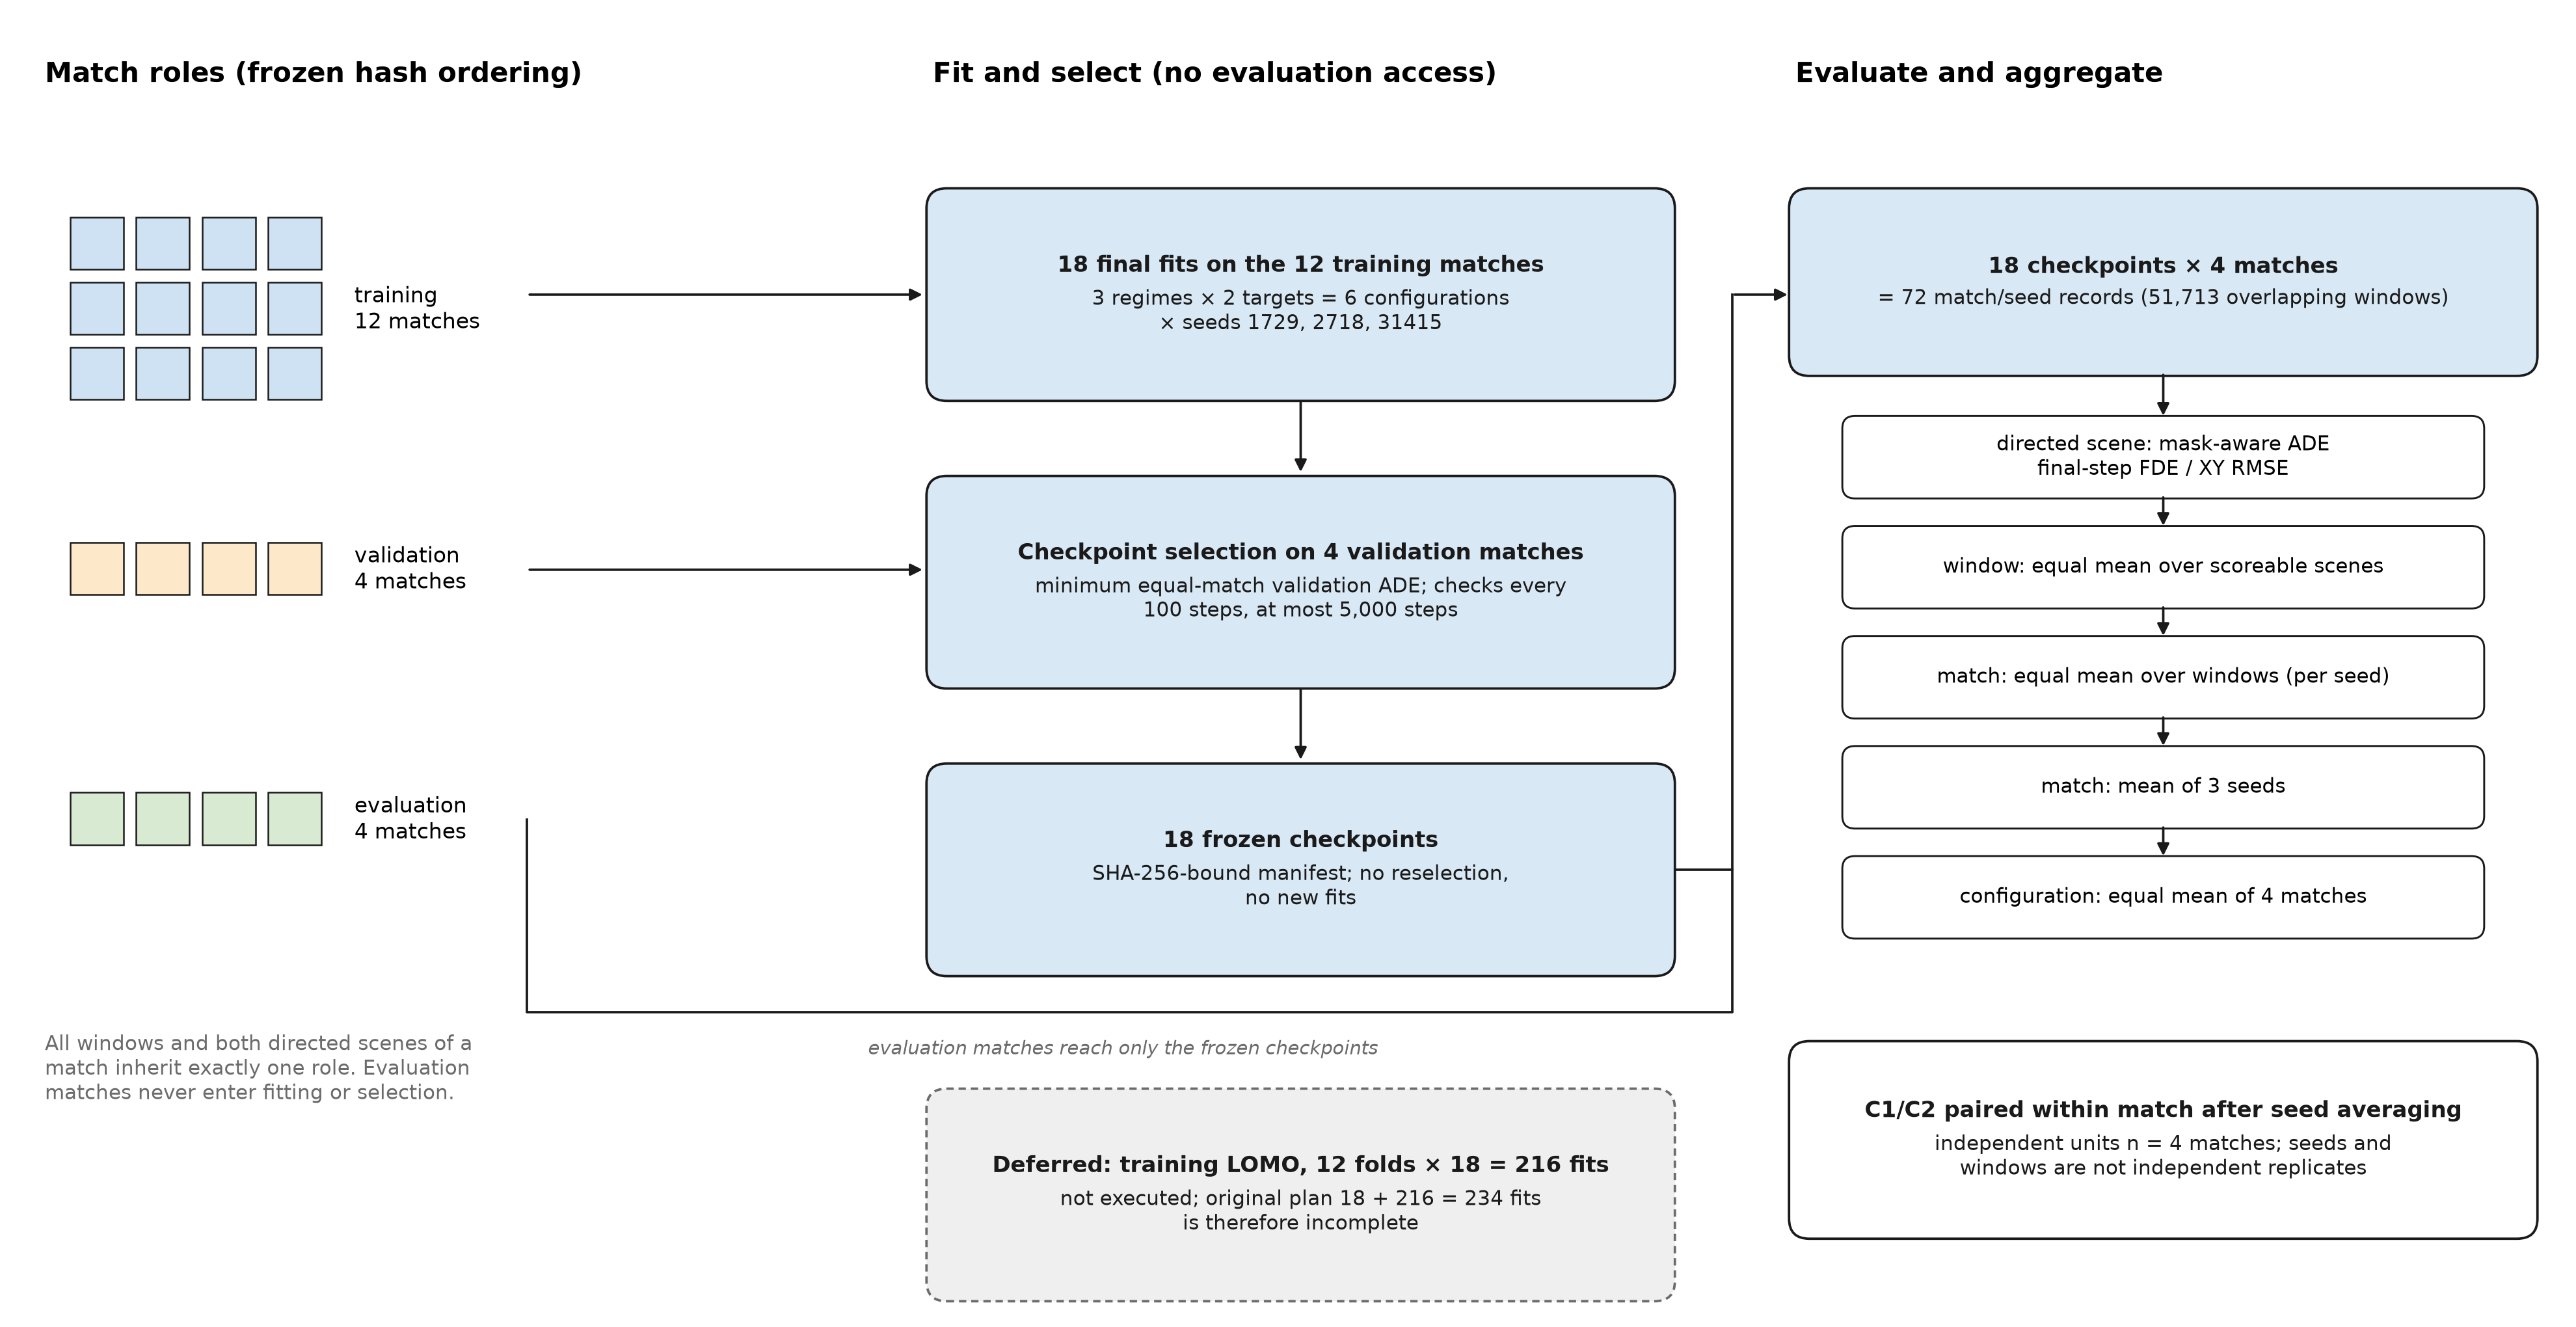 Match roles (frozen hash ordering)
training
12 matches
validation
4 matches
evaluation
4 matches
All windows and both directed scenes of a
match inherit exactly one role. Evaluation
matches never enter fitting or selection.
Fit and select (no evaluation access)
18 final fits on the 12 training matches
3 regimes × 2 targets = 6 configurations
× seeds 1729, 2718, 31415
Checkpoint selection on 4 validation matches
minimum equal-match validation ADE; checks every
100 steps, at most 5,000 steps
18 frozen checkpoints
SHA-256-bound manifest; no reselection,
no new fits
evaluation matches reach only the frozen checkpoints
Deferred: training LOMO, 12 folds × 18 = 216 fits
not executed; original plan 18 + 216 = 234 fits
is therefore incomplete
Evaluate and aggregate
18 checkpoints × 4 matches
= 72 match/seed records (51,713 overlapping windows)
directed scene: mask-aware ADE
final-step FDE / XY RMSE
window: equal mean over scoreable scenes
match: equal mean over windows (per seed)
match: mean of 3 seeds
configuration: equal mean of 4 matches
C1/C2 paired within match after seed averaging
independent units n = 4 matches; seeds and
windows are not independent replicates